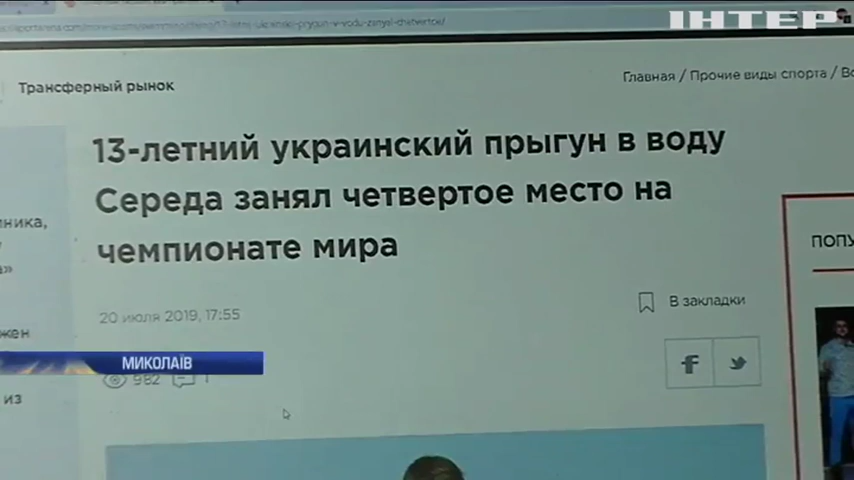 ІНТЕР
Трансферный рынок
Главная / Прочие виды спорта /
13-летний украинский прыгун в воду
Середа занял четвертое место на
чемпионате мира
20 июля 2019, 17:55
В закладки
МИКОЛАЇВ
982 1
из